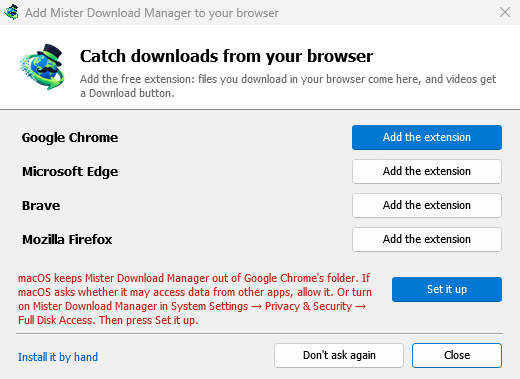 Add Mister Download Manager to your browser
Catch downloads from your browser
Add the free extension: files you download in your browser come here, and videos get
a Download button.
Google Chrome
Add the extension
Microsoft Edge
Add the extension
Brave
Add the extension
Mozilla Firefox
Add the extension
macOS keeps Mister Download Manager out of Google Chrome's folder. If
macOS asks whether it may access data from other apps, allow it. Or turn
on Mister Download Manager in System Settings → Privacy & Security →
Full Disk Access. Then press Set it up.
Set it up
Install it by hand
Don't ask again
Close